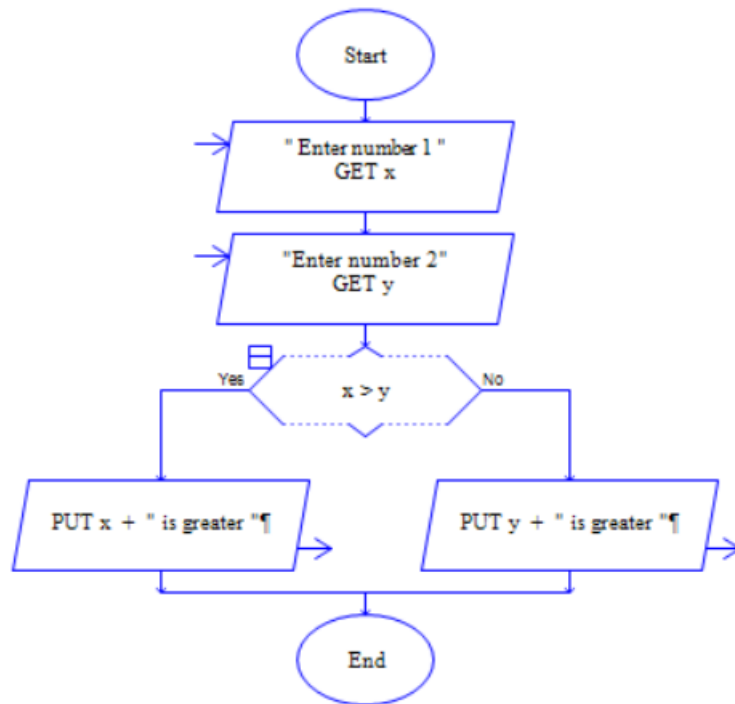 Start
" Enter number 1 "
GET x
"Enter number 2"
GET y
Yes
x > y
No
PUT x + " is greater "¶
PUT y + " is greater "¶
End